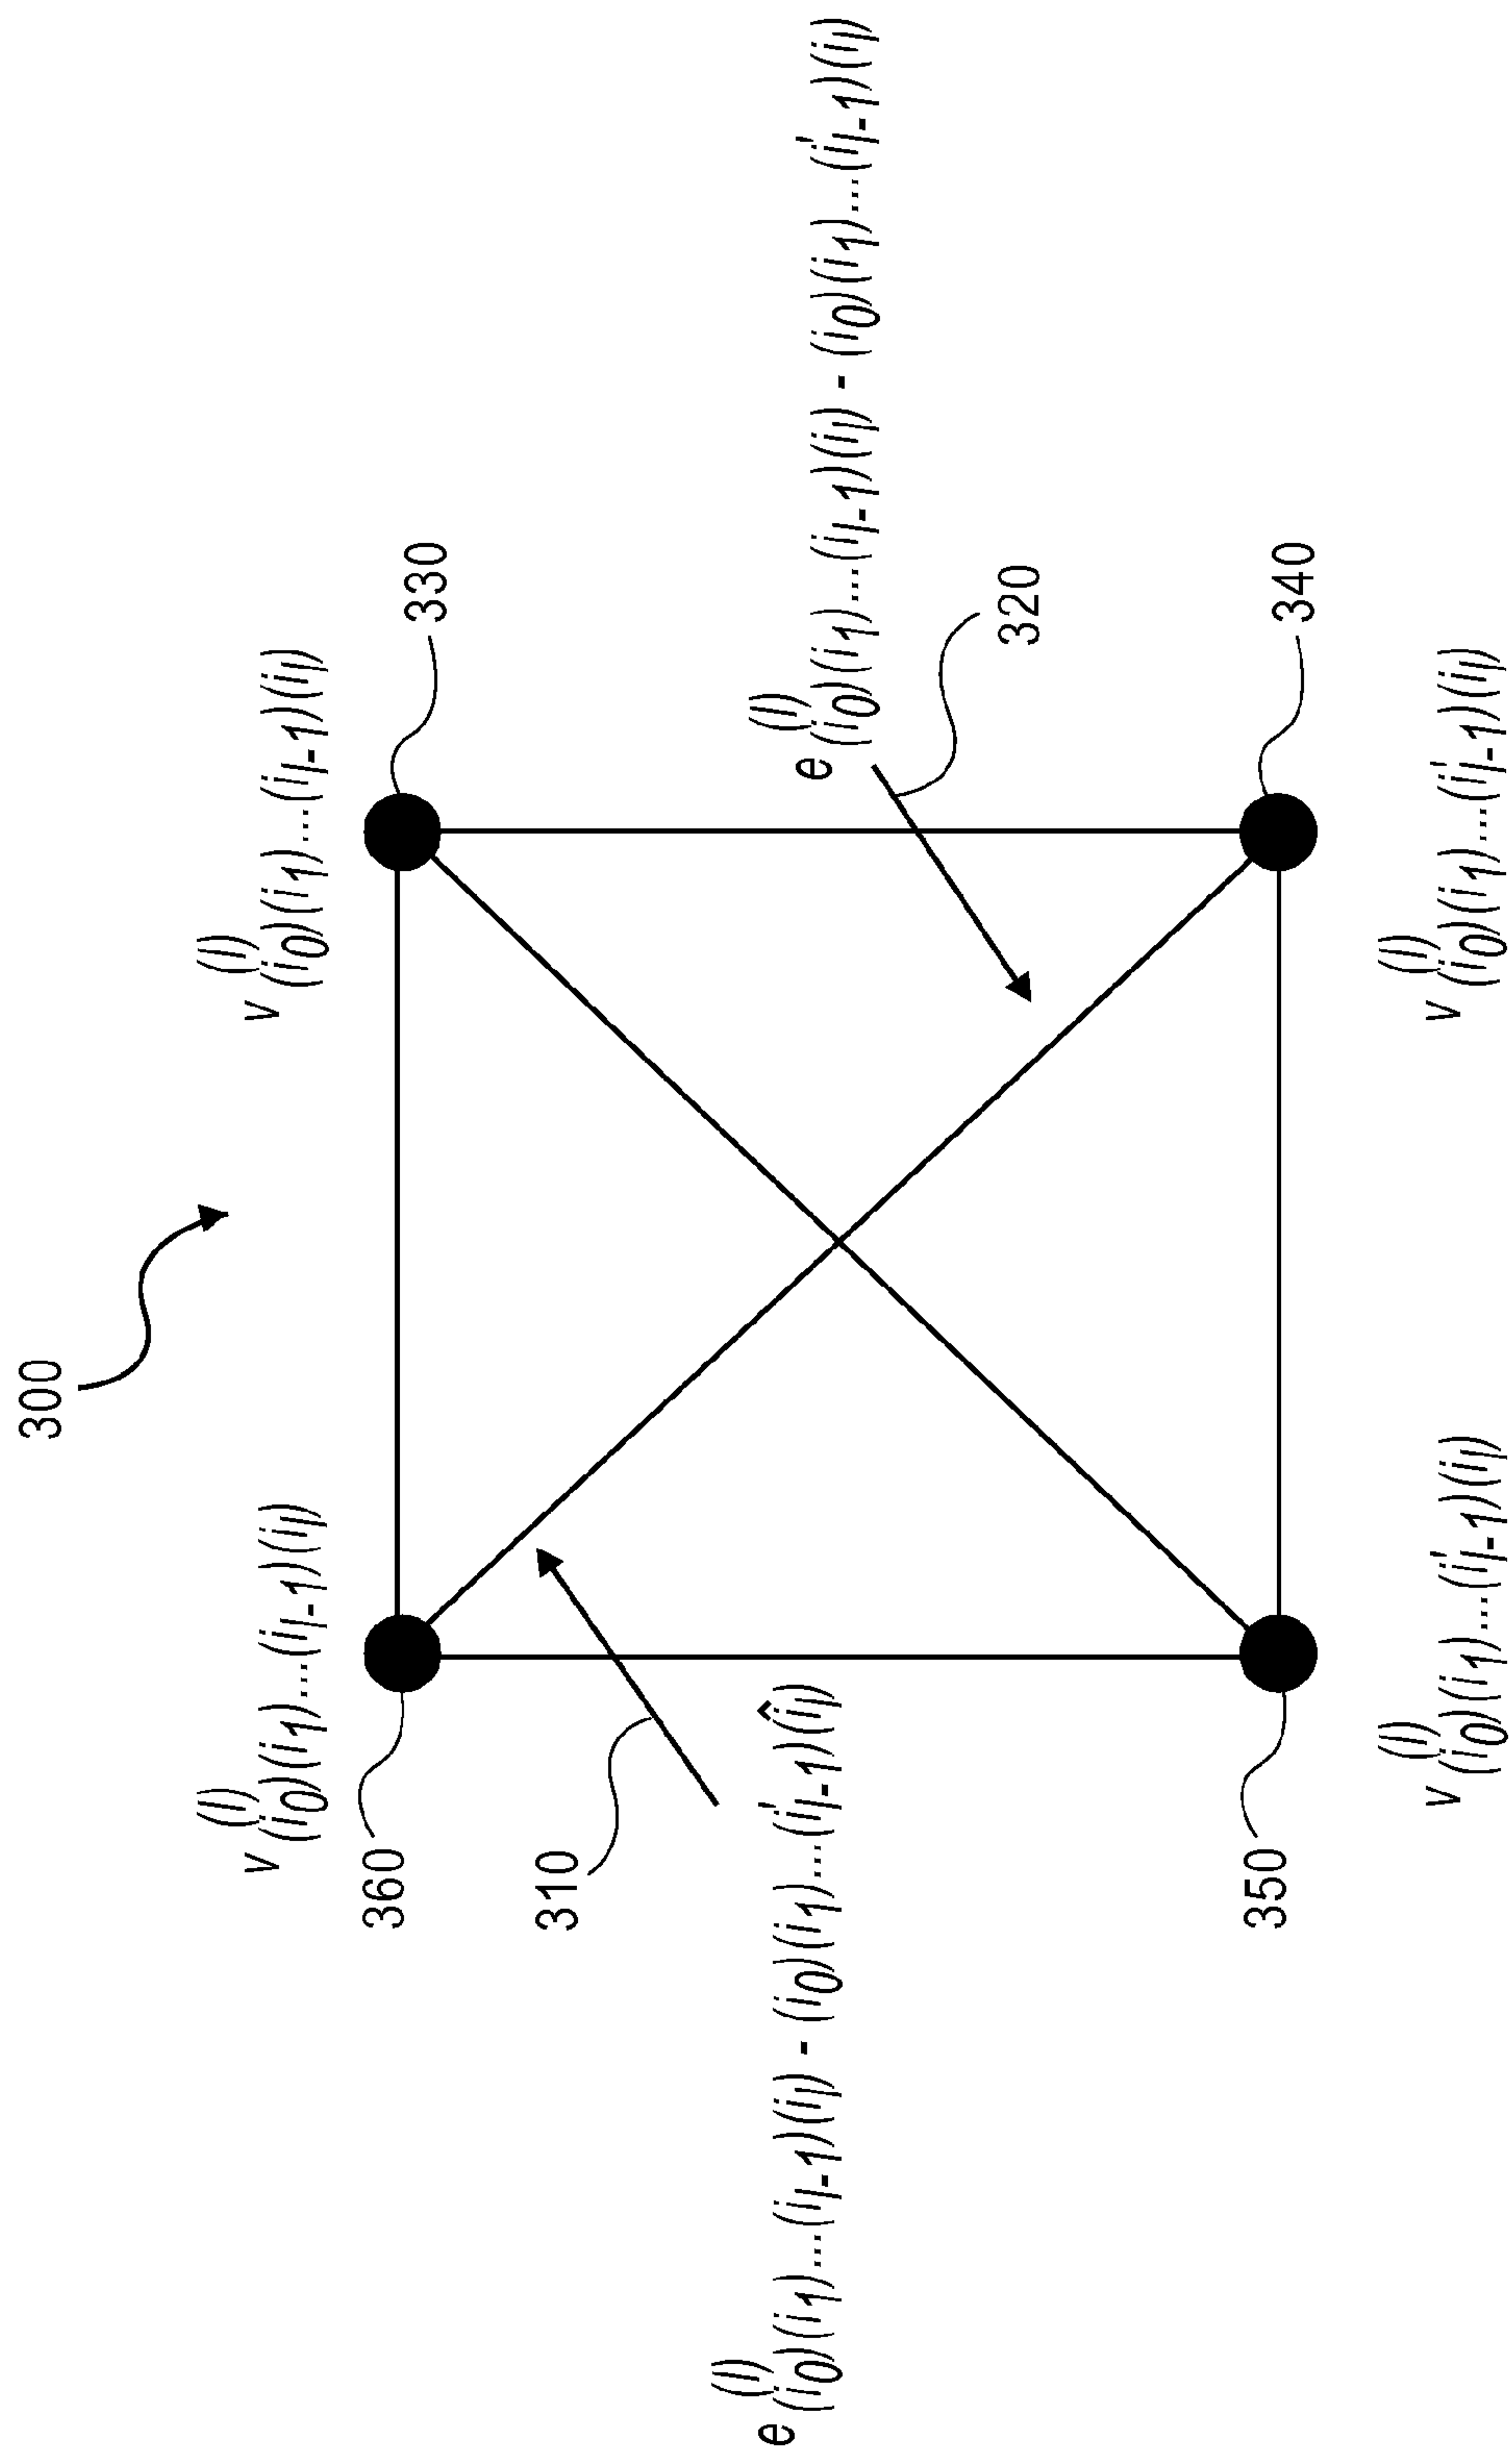 300
v^{(l)}_{(i_0)(i_1)...(i_{l-1})(i_l)}
v^{(l)}_{(i_0)(i_1)...(i_{l-1})(i_l)}
360
330
310
e^{(l)}_{(i_0)(i_1)...(i_{l-1})(i_l) - (i_0)(i_1)...(i'_{l-1})(î_l)}
e^{(l)}_{(i_0)(i_1)...(i_{l-1})(i_l) - (i_0)(i_1)...(i'_{l-1})(i_l)}
320
350
340
v^{(l)}_{(i_0)(i_1)...(i'_{l-1})(i_l)}
v^{(l)}_{(i_0)(i_1)...(i'_{l-1})(i_l)}